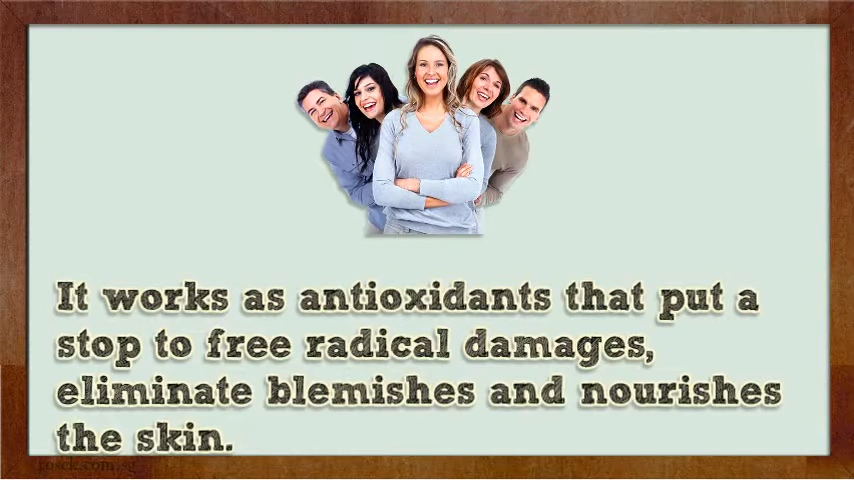 It works as antioxidants that put a
stop to free radical damages,
eliminate blemishes and nourishes
the skin.